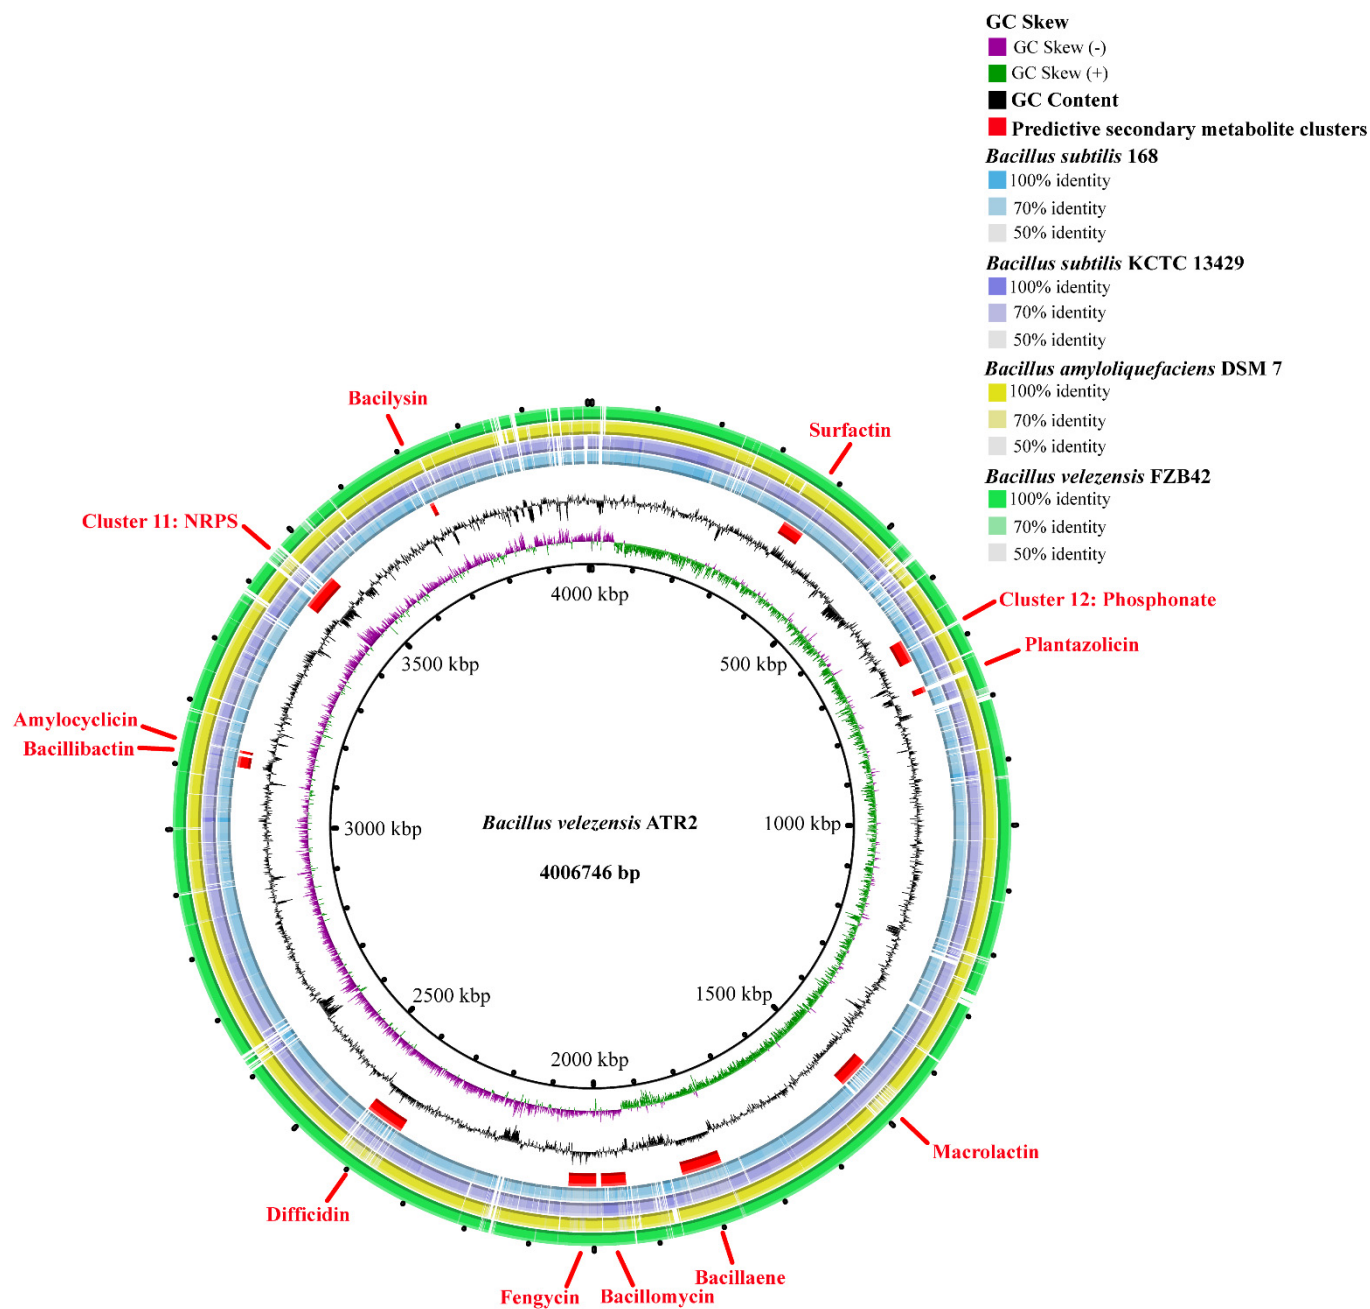 GC Skew
GC Skew (-)
GC Skew (+)
GC Content
Predictive secondary metabolite clusters
Bacillus subtilis 168
100% identity
70% identity
50% identity
Bacillus subtilis KCTC 13429
100% identity
70% identity
50% identity
Bacillus amyloliquefaciens DSM 7
100% identity
70% identity
50% identity
Bacillus velezensis FZB42
100% identity
70% identity
50% identity
Bacilysin
Surfactin
Cluster 11: NRPS
Cluster 12: Phosphonate
Plantazolicin
Amylocyclicin
Bacillibactin
4000 kbp
3500 kbp
500 kbp
3000 kbp
1000 kbp
Bacillus velezensis ATR2
4006746 bp
2500 kbp
1500 kbp
2000 kbp
Macrolactin
Difficidin
Bacillaene
Fengycin
Bacillomycin